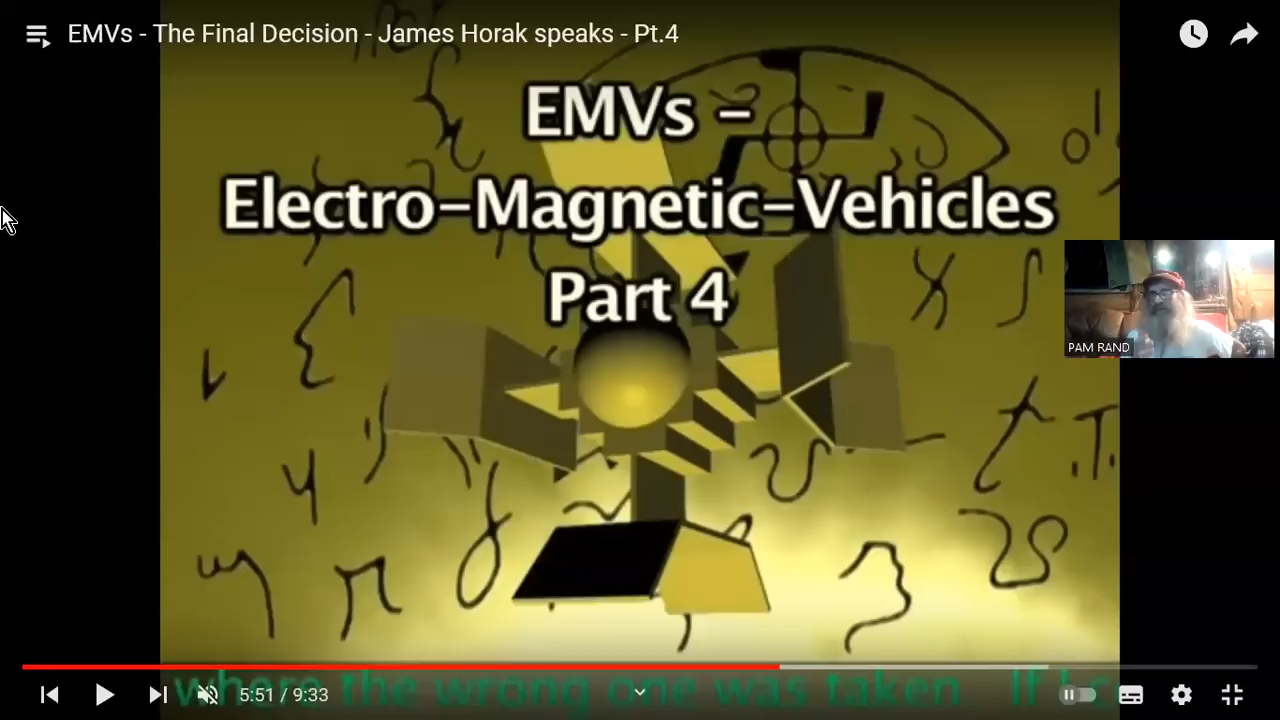 EMVs - The Final Decision - James Horak speaks - Pt.4
EMVs -
Electro-Magnetic-Vehicles
Part 4
PAM RAND
where the wrong one was taken. If
5:51 / 9:33